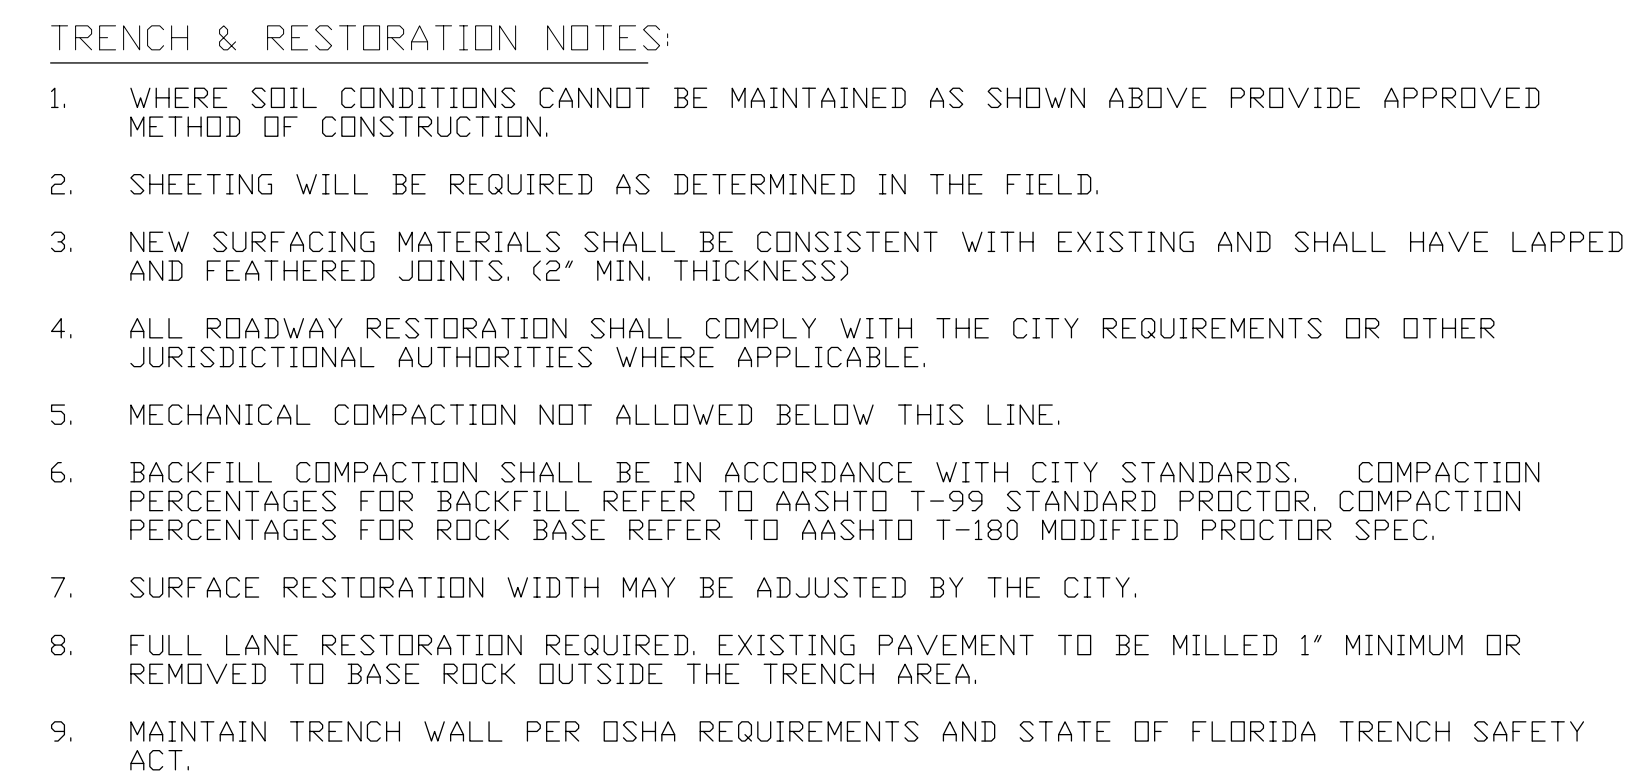 TRENCH & RESTORATION NOTES:
1. WHERE SOIL CONDITIONS CANNOT BE MAINTAINED AS SHOWN ABOVE PROVIDE APPROVED
METHOD OF CONSTRUCTION.
2. SHEETING WILL BE REQUIRED AS DETERMINED IN THE FIELD.
3. NEW SURFACING MATERIALS SHALL BE CONSISTENT WITH EXISTING AND SHALL HAVE LAPPED
AND FEATHERED JOINTS. (2" MIN. THICKNESS)
4. ALL ROADWAY RESTORATION SHALL COMPLY WITH THE CITY REQUIREMENTS OR OTHER
JURISDICTIONAL AUTHORITIES WHERE APPLICABLE.
5. MECHANICAL COMPACTION NOT ALLOWED BELOW THIS LINE.
6. BACKFILL COMPACTION SHALL BE IN ACCORDANCE WITH CITY STANDARDS. COMPACTION
PERCENTAGES FOR BACKFILL REFER TO AASHTO T-99 STANDARD PROCTOR. COMPACTION
PERCENTAGES FOR ROCK BASE REFER TO AASHTO T-180 MODIFIED PROCTOR SPEC.
7. SURFACE RESTORATION WIDTH MAY BE ADJUSTED BY THE CITY.
8. FULL LANE RESTORATION REQUIRED. EXISTING PAVEMENT TO BE MILLED 1" MINIMUM OR
REMOVED TO BASE ROCK OUTSIDE THE TRENCH AREA.
9. MAINTAIN TRENCH WALL PER OSHA REQUIREMENTS AND STATE OF FLORIDA TRENCH SAFETY
ACT.